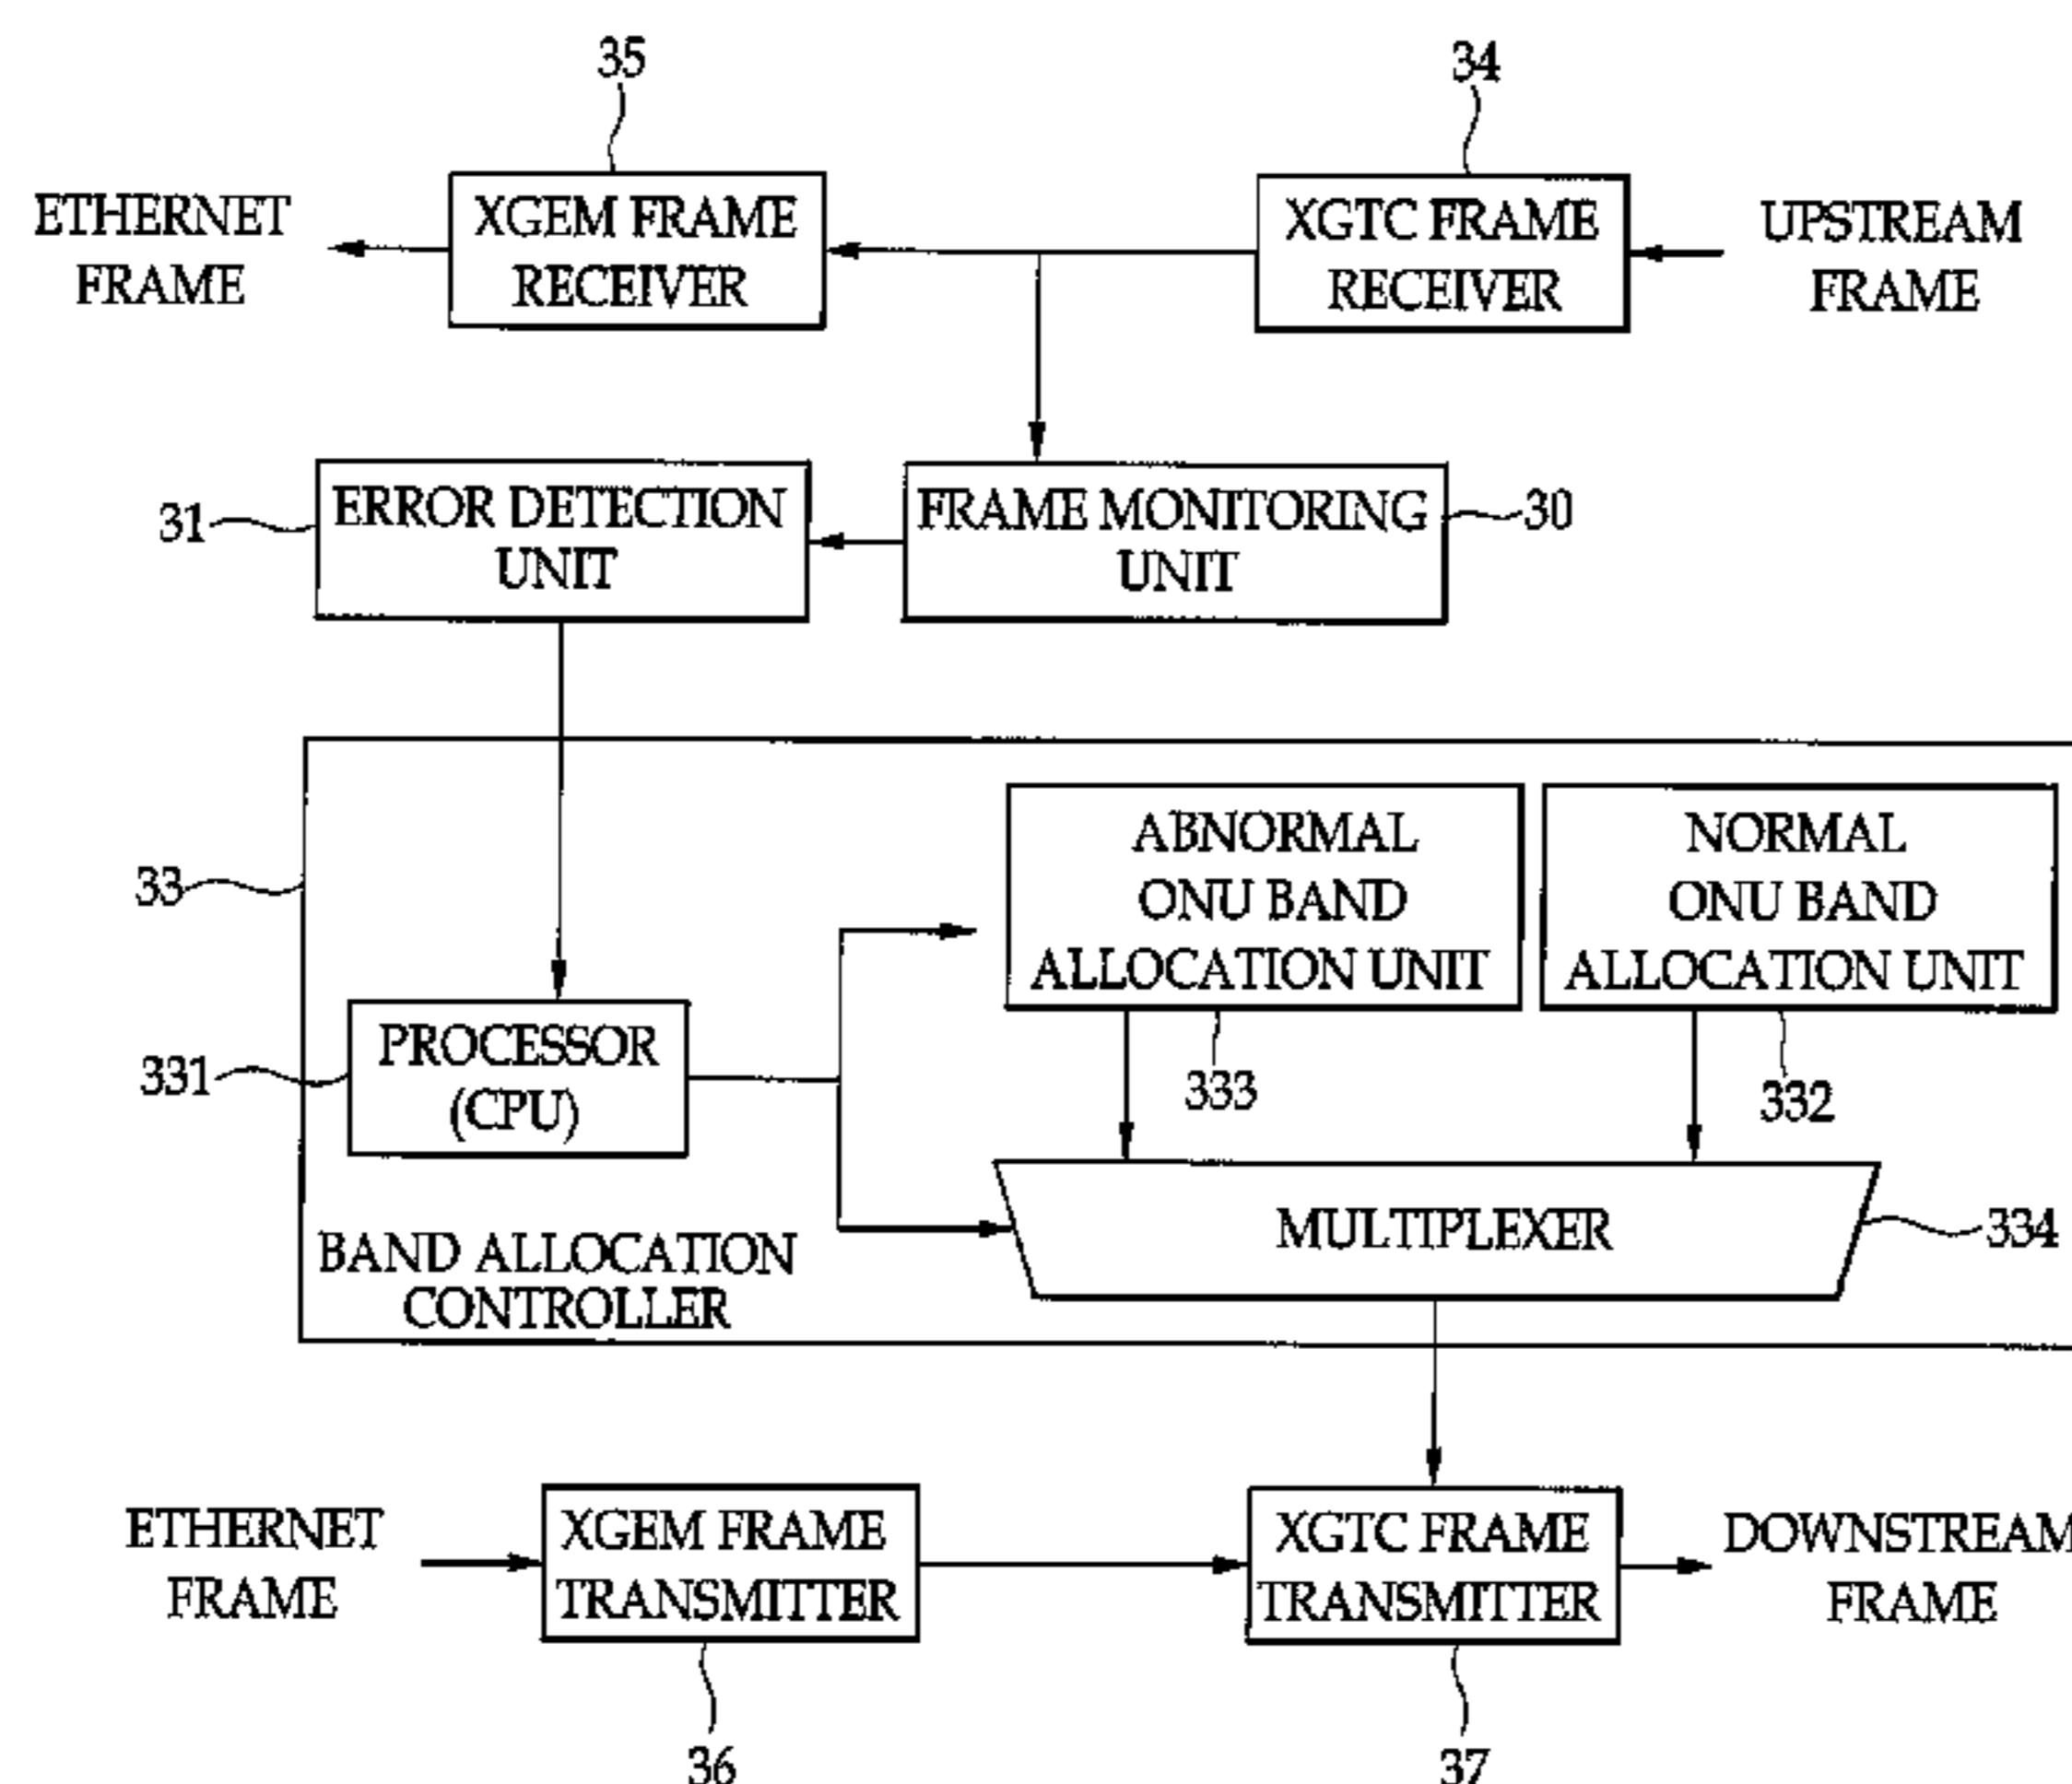 35
34
ETHERNET
FRAME
XGEM FRAME
RECEIVER
XGTC FRAME
RECEIVER
UPSTREAM
FRAME
31
ERROR DETECTION
UNIT
FRAME MONITORING
UNIT
30
33
ABNORMAL
ONU BAND
ALLOCATION UNIT
NORMAL
ONU BAND
ALLOCATION UNIT
331
PROCESSOR
(CPU)
333
332
MULTIPLEXER
334
BAND ALLOCATION
CONTROLLER
ETHERNET
FRAME
XGEM FRAME
TRANSMITTER
XGTC FRAME
TRANSMITTER
DOWNSTREAM
FRAME
36
37